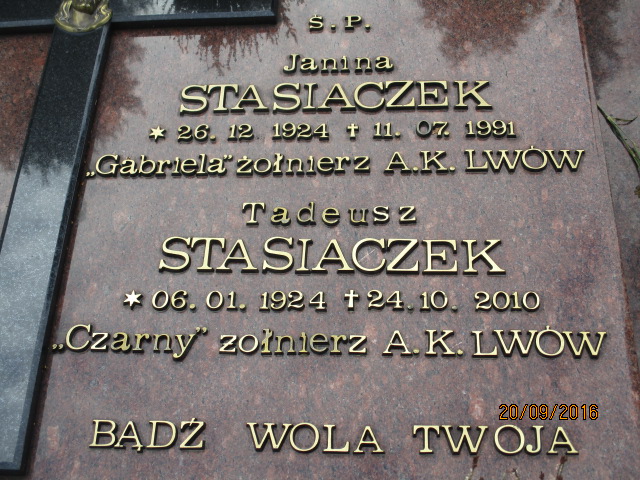 Ś.P.
Janina
STASIACZEK
* 26. 12. 1924 † 11. 07. 1991
„Gabriela” żołnierz A.K. LWÓW
Tadeusz
STASIACZEK
* 06. 01. 1924 † 24. 10. 2010
„Czarny” żołnierz A.K. LWÓW
20/09/2016
BĄDŹ WOLA TWOJA